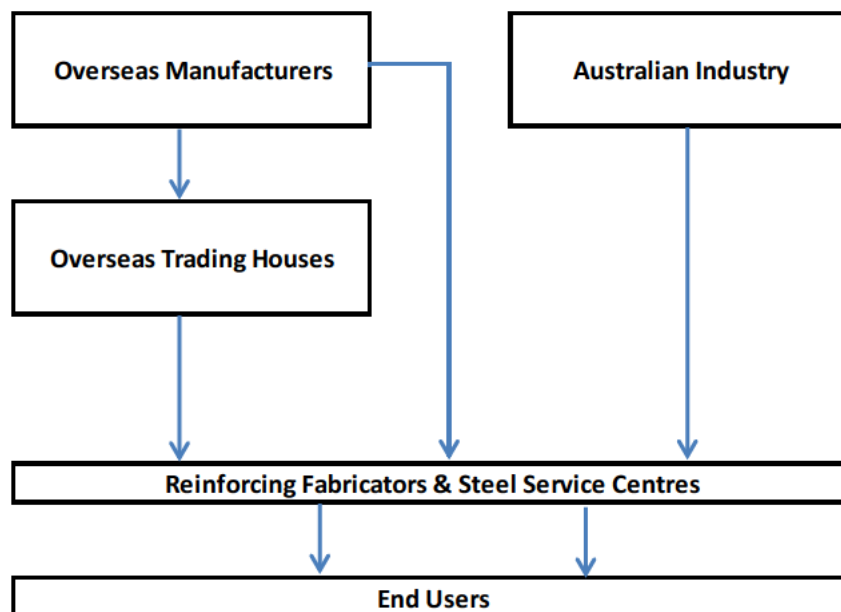 Overseas Manufacturers
Australian Industry
Overseas Trading Houses
Reinforcing Fabricators & Steel Service Centres
End Users